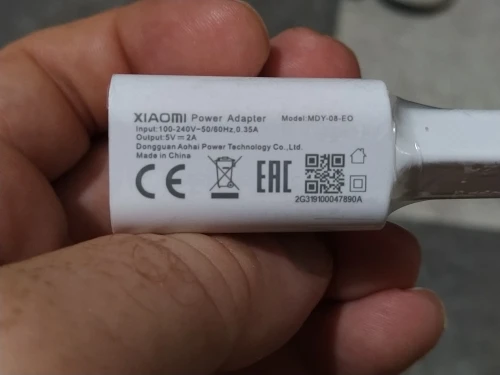 XIAOMI Power Adapter Model:MDY-08-EO
Input:100-240V~50/60Hz,0.35A
Output:5V⎓2A
Dongguan Aohai Power Technology Co.,Ltd.
Made in China
CE EAC
2G319100047890A